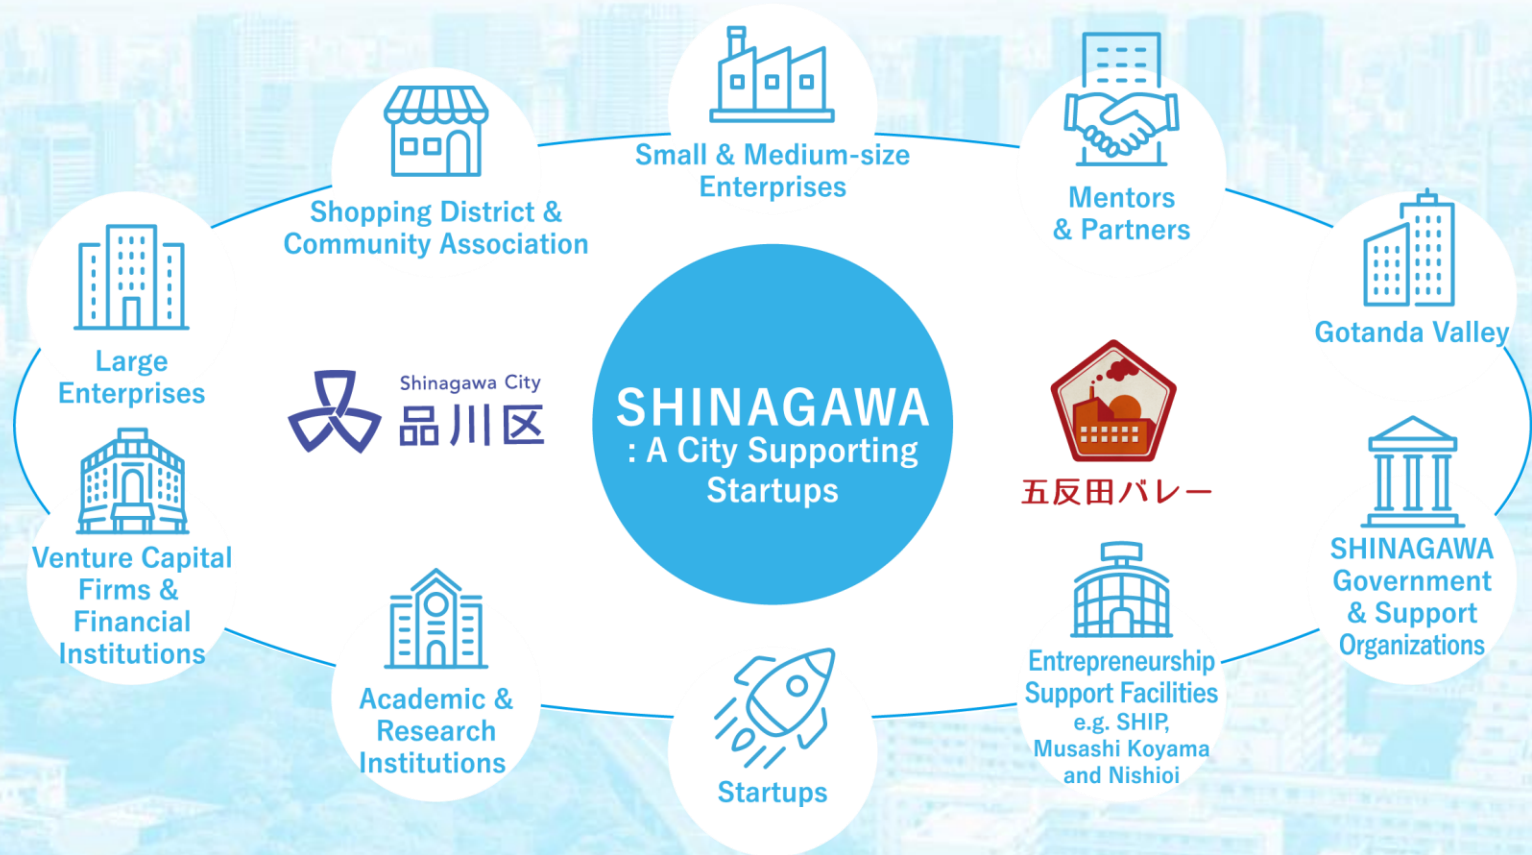 Small & Medium-size
Enterprises
Mentors
& Partners
Shopping District &
Community Association
Gotanda Valley
Large
Enterprises
Shinagawa City
品川区
SHINAGAWA
: A City Supporting
Startups
五反田バレー
Venture Capital
Firms &
Financial
Institutions
SHINAGAWA
Government
& Support
Organizations
Academic &
Research
Institutions
Entrepreneurship
Support Facilities
e.g. SHIP,
Musashi Koyama
and Nishioi
Startups